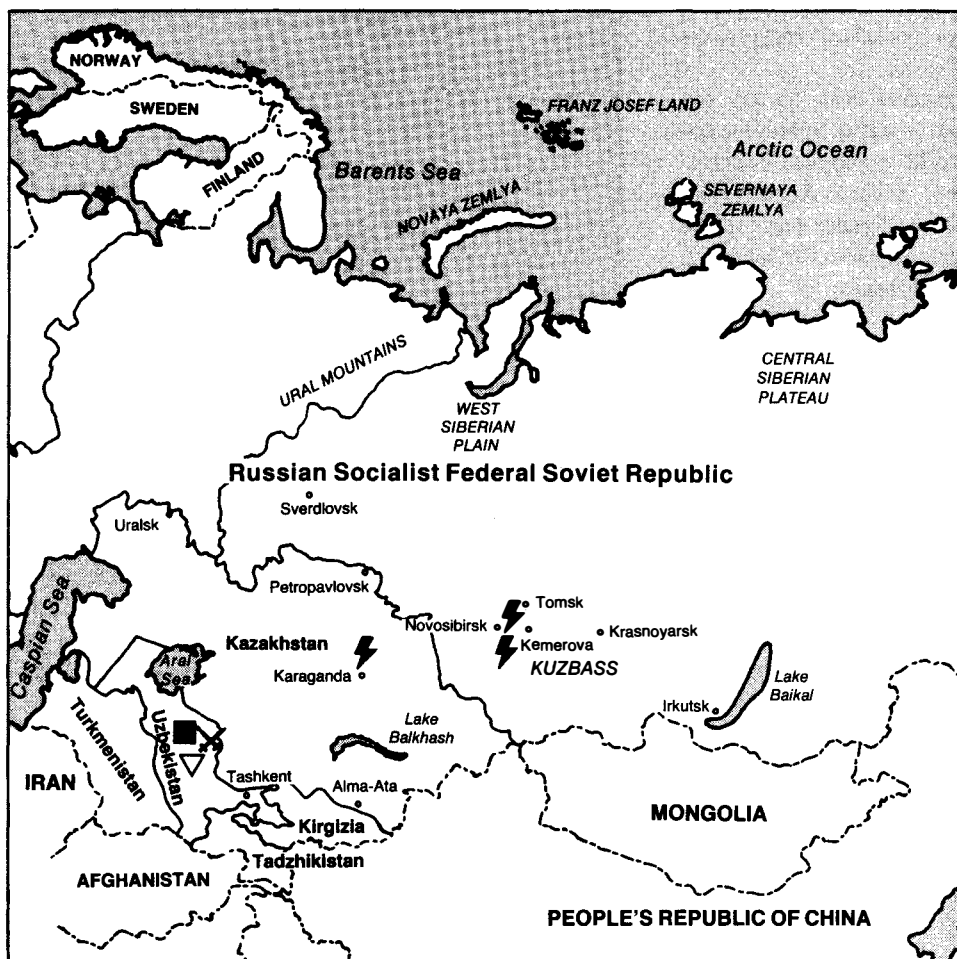 NORWAY
SWEDEN
FINLAND
Barents Sea
FRANZ JOSEF LAND
Arctic Ocean
NOVAYA ZEMLYA
SEVERNAYA
ZEMLYA
URAL MOUNTAINS
WEST
SIBERIAN
PLAIN
CENTRAL
SIBERIAN
PLATEAU
Russian Socialist Federal Soviet Republic
Sverdlovsk
Uralsk
Petropavlovsk
Caspian Sea
Aral
Sea
Kazakhstan
Karaganda
Tomsk
Novosibirsk
Kemerova
Krasnoyarsk
KUZBASS
Irkutsk
Lake
Baikal
Lake
Balkhash
Turkmenistan
Uzbekistan
IRAN
Tashkent
Alma-Ata
Kirgizia
Tadzhikistan
AFGHANISTAN
MONGOLIA
PEOPLE'S REPUBLIC OF CHINA